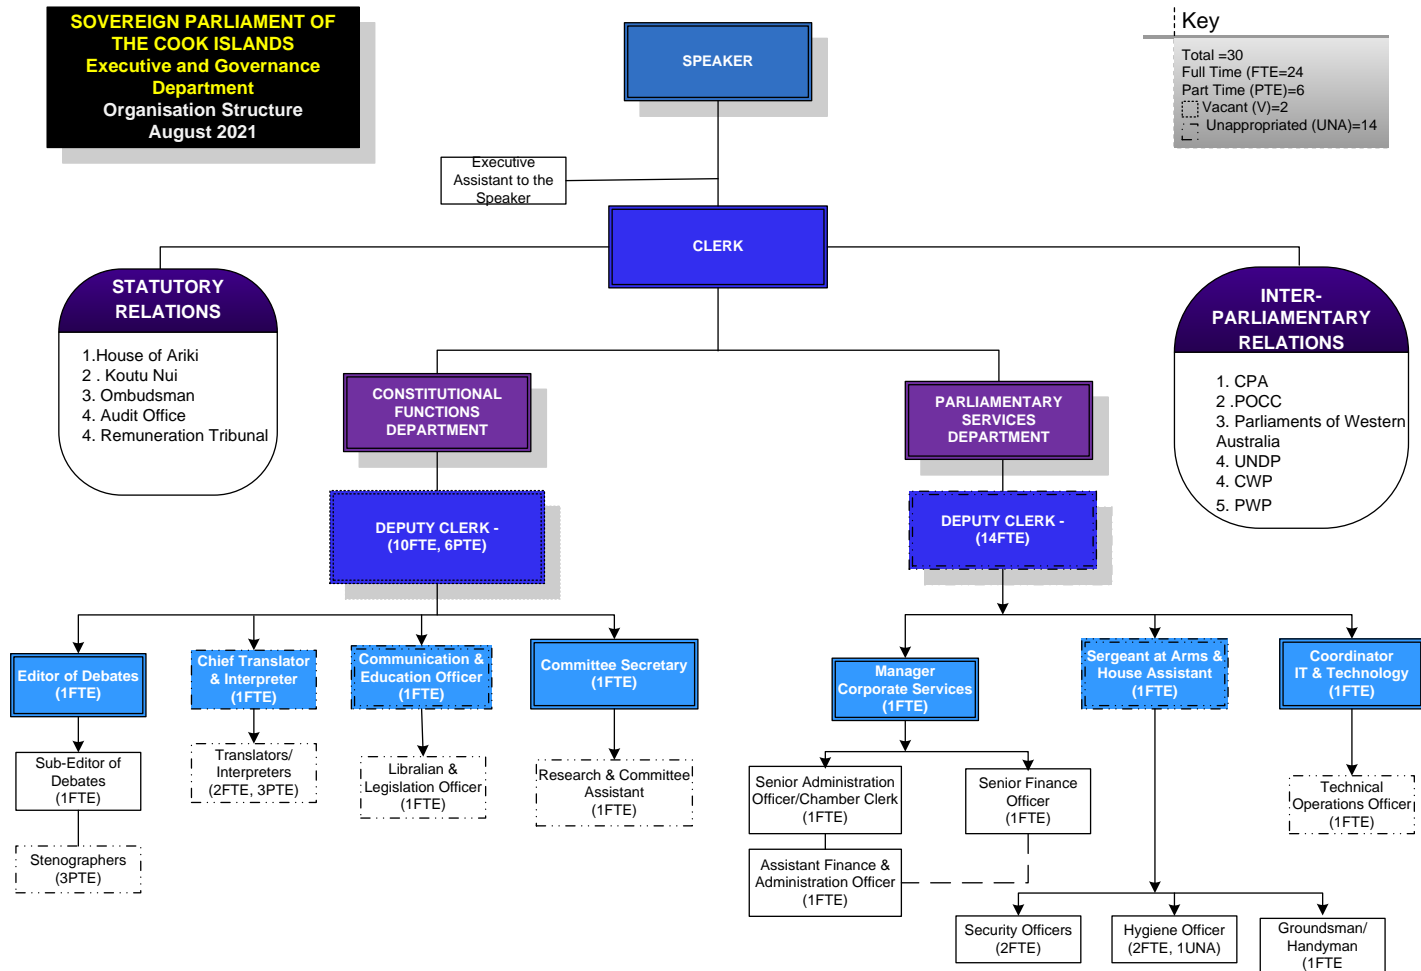 SOVEREIGN PARLIAMENT OF
THE COOK ISLANDS
Executive and Governance
Department
Organisation Structure
August 2021
SPEAKER
Key
Total =30
Full Time (FTE=24
Part Time (PTE)=6
Vacant (V)=2
Unappropriated (UNA)=14
Executive
Assistant to the
Speaker
CLERK
STATUTORY
RELATIONS
1.House of Ariki
2 . Koutu Nui
3. Ombudsman
4. Audit Office
4. Remuneration Tribunal
INTER-
PARLIAMENTARY
RELATIONS
1. CPA
2 .POCC
3. Parliaments of Western
Australia
4. UNDP
4. CWP
5. PWP
CONSTITUTIONAL
FUNCTIONS
DEPARTMENT
PARLIAMENTARY
SERVICES
DEPARTMENT
DEPUTY CLERK -
(10FTE, 6PTE)
DEPUTY CLERK -
(14FTE)
Editor of Debates
(1FTE)
Chief Translator
& Interpreter
(1FTE)
Communication &
Education Officer
(1FTE)
Committee Secretary
(1FTE)
Manager
Corporate Services
(1FTE)
Sergeant at Arms &
House Assistant
(1FTE)
Coordinator
IT & Technology
(1FTE)
Sub-Editor of
Debates
(1FTE)
Translators/
Interpreters
(2FTE, 3PTE)
Libralian &
Legislation Officer
(1FTE)
Research & Committee
Assistant
(1FTE)
Senior Administration
Officer/Chamber Clerk
(1FTE)
Senior Finance
Officer
(1FTE)
Technical
Operations Officer
(1FTE)
Stenographers
(3PTE)
Assistant Finance &
Administration Officer
(1FTE)
Security Officers
(2FTE)
Hygiene Officer
(2FTE, 1UNA)
Groundsman/
Handyman
(1FTE